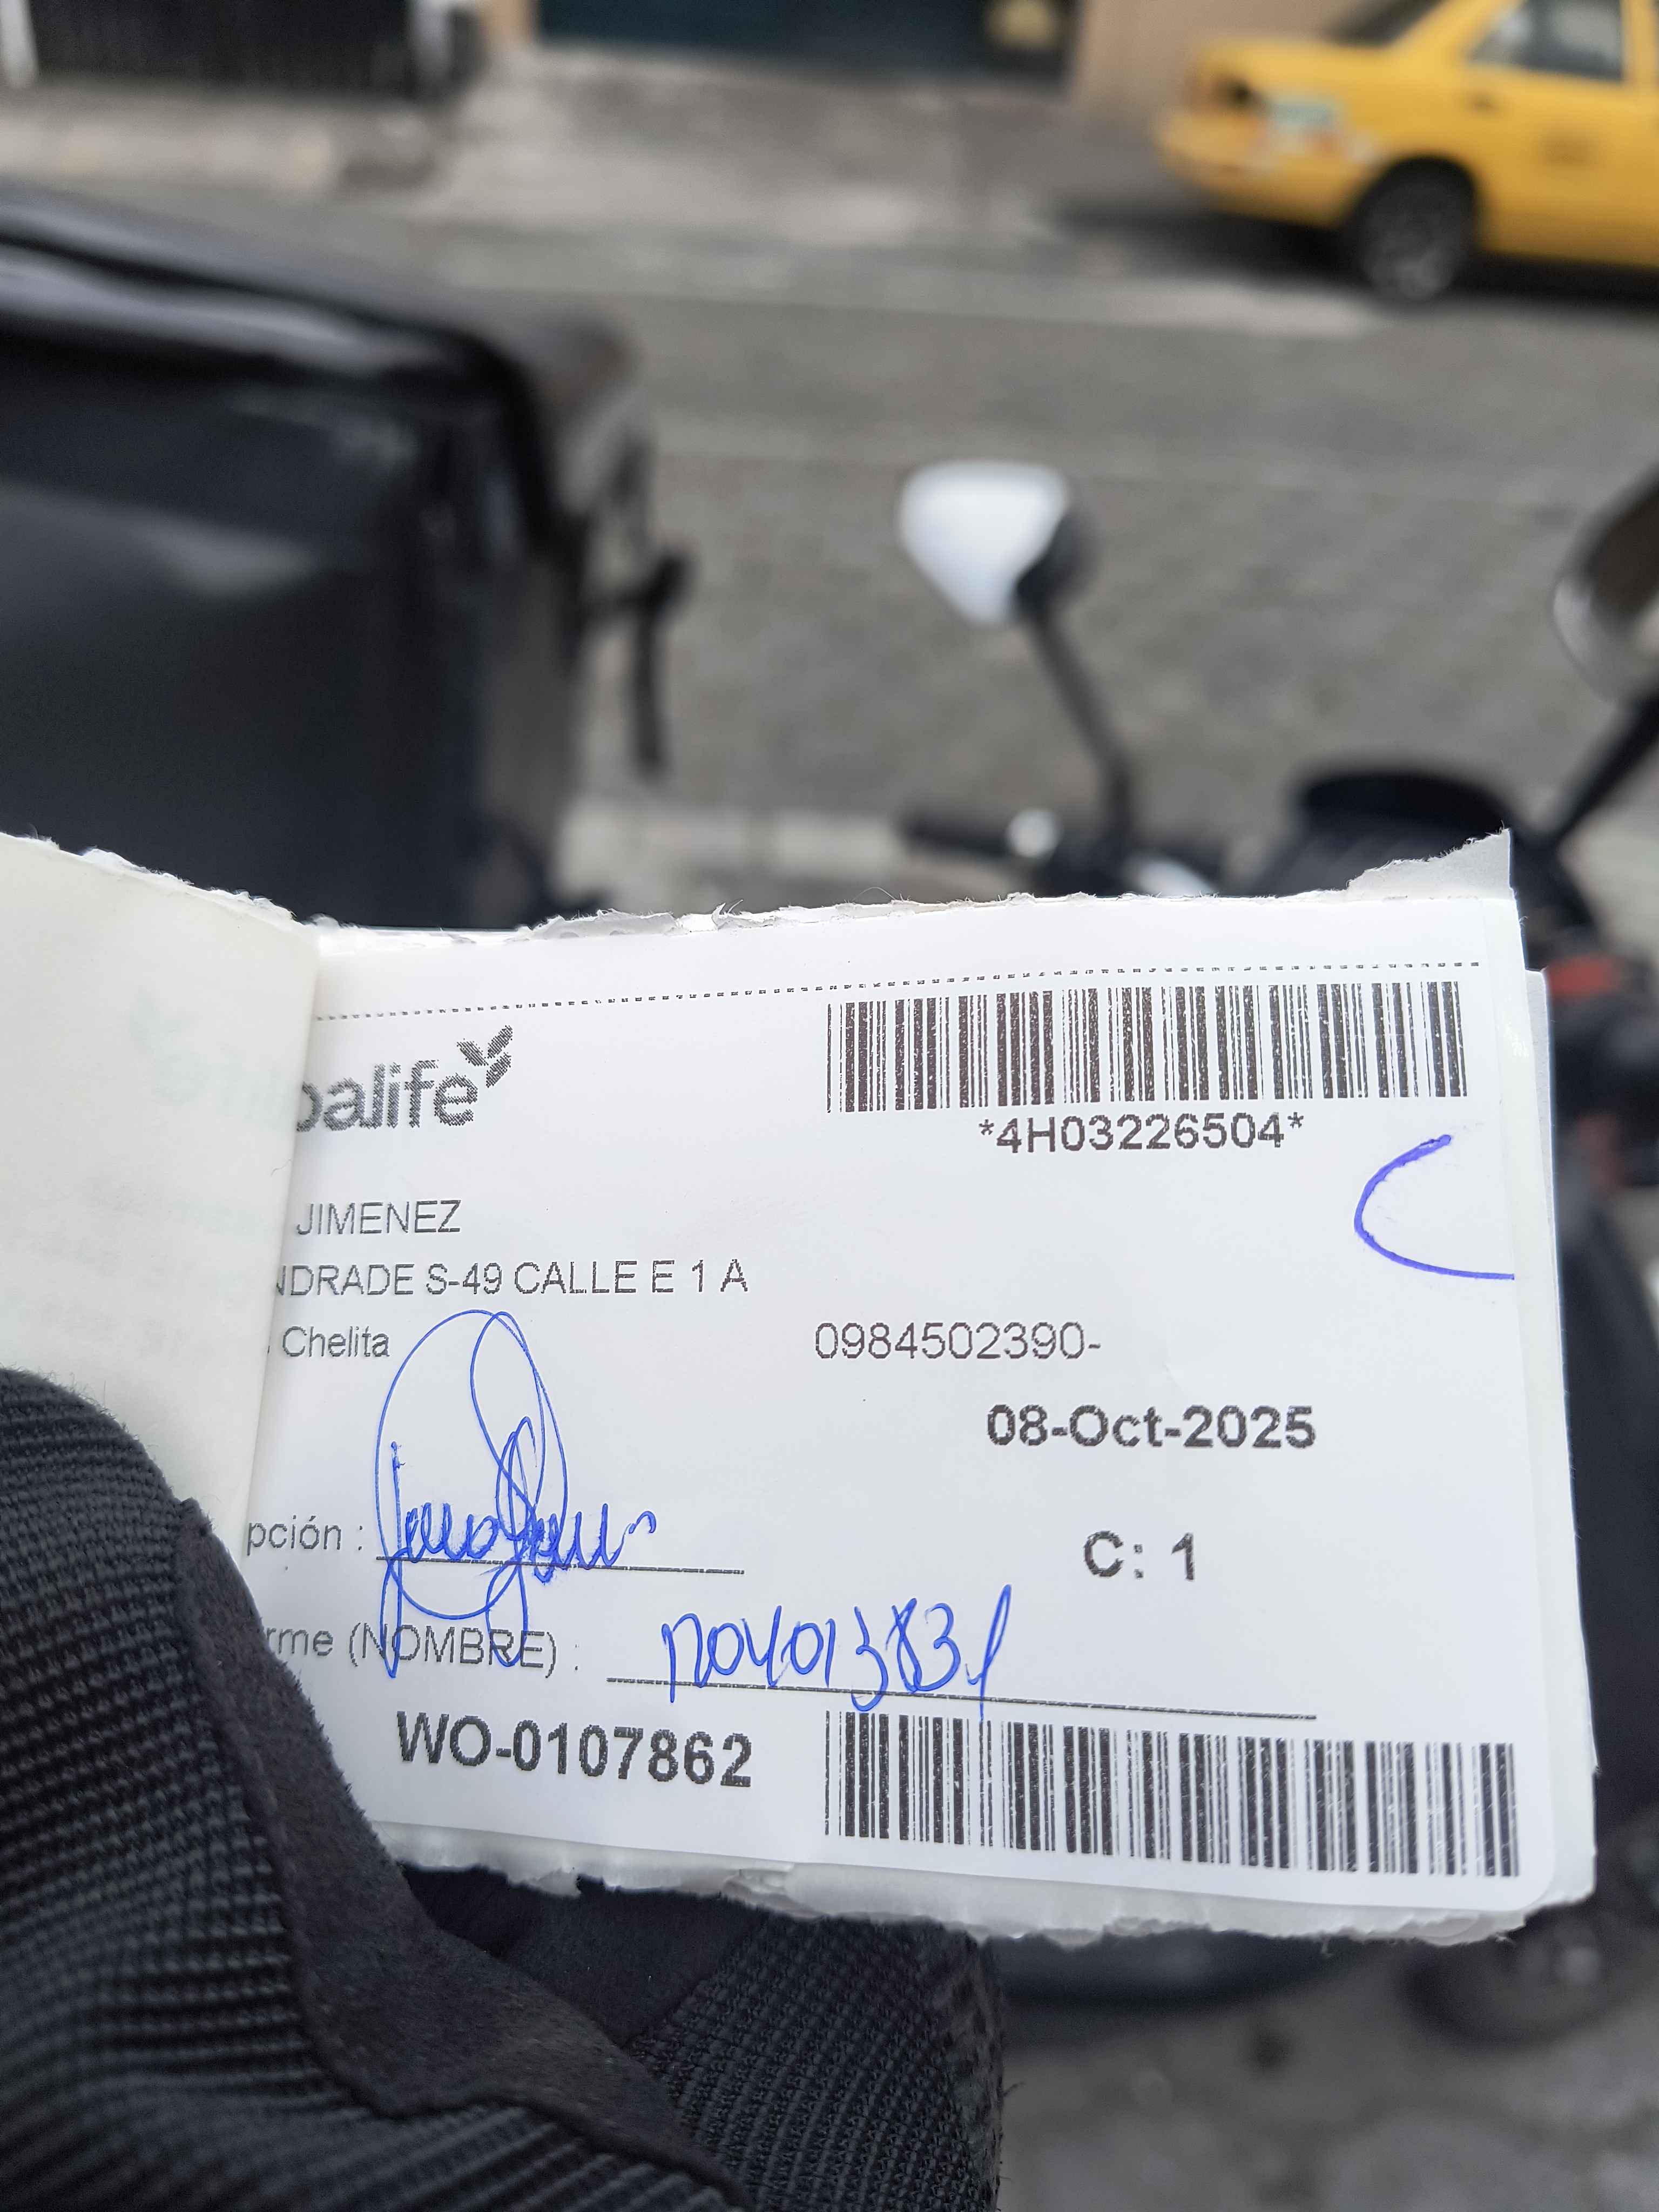 balife
*4H03226504*
JIMENEZ
NDRADE S-49 CALLE E 1 A
Chelita 0984502390-
08-Oct-2025
pción :
C: 1
rme (NOMBRE) :
WO-0107862